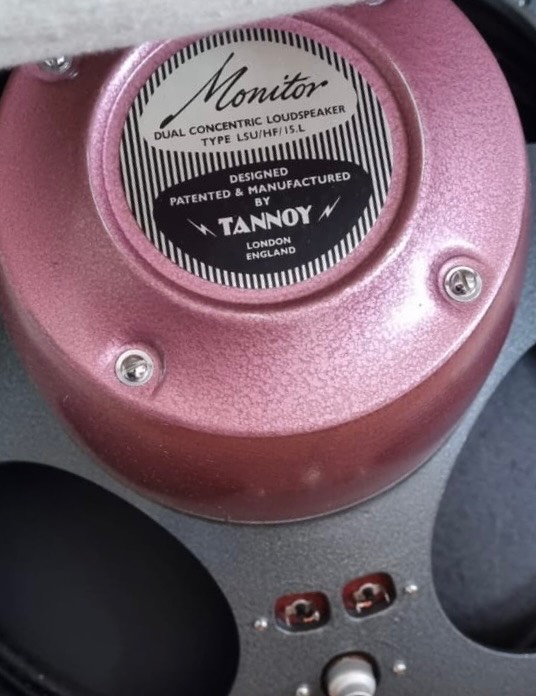 Monitor
DUAL CONCENTRIC LOUDSPEAKER
TYPE LSU/HF/15.L
DESIGNED
PATENTED & MANUFACTURED
BY
TANNOY
LONDON
ENGLAND